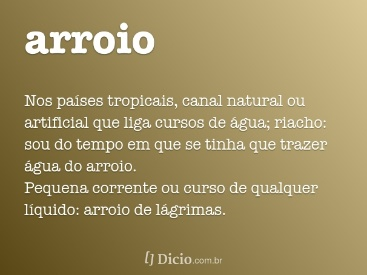 arroio
Nos países tropicais, canal natural ou
artificial que liga cursos de água; riacho:
sou do tempo em que se tinha que trazer
água do arroio.
Pequena corrente ou curso de qualquer
líquido: arroio de lágrimas.
Dicio.com.br